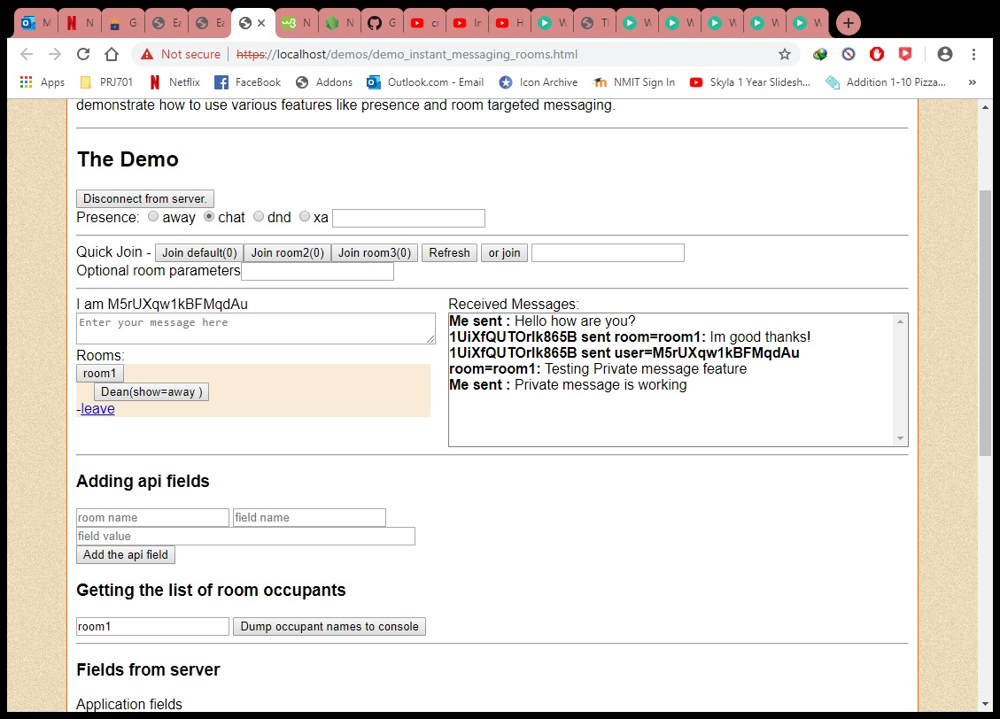 M N G Ea Ea N N G cr In H W Tl W W W W W
Not secure https://localhost/demos/demo_instant_messaging_rooms.html
Apps PRJ701 Netflix FaceBook Addons Outlook.com - Email Icon Archive NMIT Sign In Skyla 1 Year Slidesh... Addition 1-10 Pizza... »
demonstrate how to use various features like presence and room targeted messaging.
The Demo
Disconnect from server.
Presence: away chat dnd xa
Quick Join - Join default(0) Join room2(0) Join room3(0) Refresh or join
Optional room parameters
I am M5rUXqw1kBFMqdAu
Enter your message here
Rooms:
room1
Dean(show=away )
-leave
Received Messages:
Me sent : Hello how are you?
1UiXfQUTOrIk865B sent room=room1: Im good thanks!
1UiXfQUTOrIk865B sent user=M5rUXqw1kBFMqdAu
room=room1: Testing Private message feature
Me sent : Private message is working
Adding api fields
room name field name
field value
Add the api field
Getting the list of room occupants
room1 Dump occupant names to console
Fields from server
Application fields